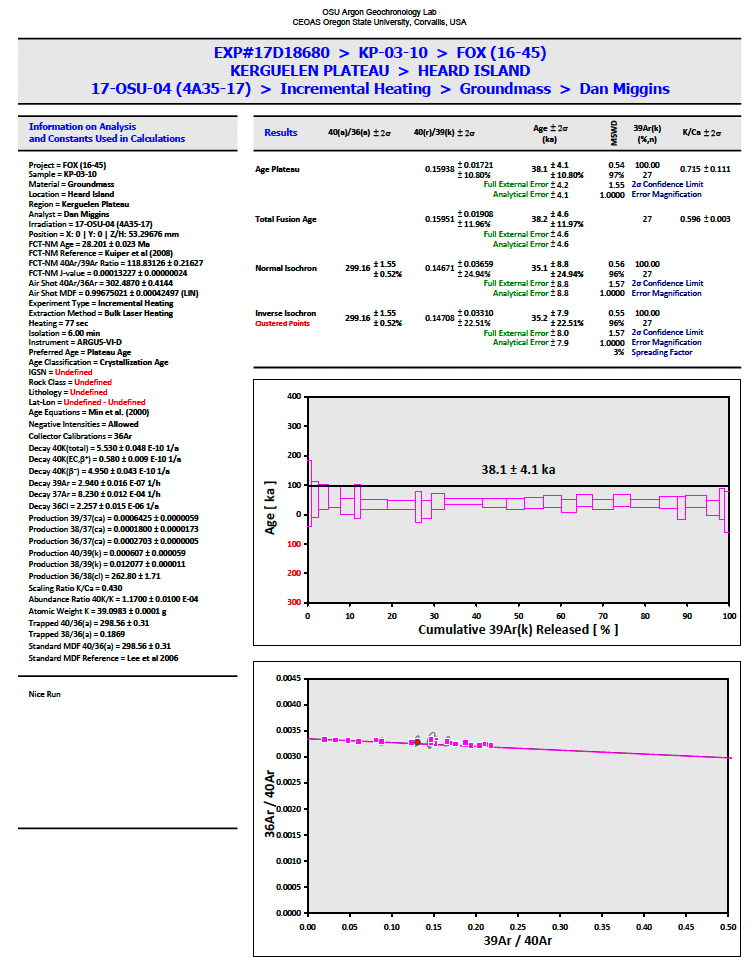 OSU Argon Geochronology Lab
CEOAS Oregon State University, Corvallis, USA
EXP#17D18680 > KP-03-10 > FOX (16-45)
KERGUELEN PLATEAU > HEARD ISLAND
17-OSU-04 (4A35-17) > Incremental Heating > Groundmass > Dan Miggins
Information on Analysis
and Constants Used in Calculations
Project = FOX (16-45)
Sample = KP-03-10
Material = Groundmass
Location = Heard Island
Region = Kerguelen Plateau
Analyst = Dan Miggins
Irradiation = 17-OSU-04 (4A35-17)
Position = X: 0 | Y: 0 | Z/H: 53.29676 mm
FCT-NM Age = 28.201 ± 0.023 Ma
FCT-NM Reference = Kuiper et al (2008)
FCT-NM 40Ar/39Ar Ratio = 118.83126 ± 0.21627
FCT-NM J-value = 0.00013227 ± 0.00000024
Air Shot 40Ar/36Ar = 302.4870 ± 0.4144
Air Shot MDF = 0.99675021 ± 0.00042497 (LIN)
Experiment Type = Incremental Heating
Extraction Method = Bulk Laser Heating
Heating = 77 sec
Isolation = 6.00 min
Instrument = ARGUS-VI-D
Preferred Age = Plateau Age
Age Classification = Crystallization Age
IGSN = Undefined
Rock Class = Undefined
Lithology = Undefined
Lat-Lon = Undefined - Undefined
Age Equations = Min et al. (2000)
Negative Intensities = Allowed
Collector Calibrations = 36Ar
Decay 40K(total) = 5.530 ± 0.048 E-10 1/a
Decay 40K(EC,β⁺) = 0.580 ± 0.009 E-10 1/a
Decay 40K(β⁻) = 4.950 ± 0.043 E-10 1/a
Decay 39Ar = 2.940 ± 0.016 E-07 1/h
Decay 37Ar = 8.230 ± 0.012 E-04 1/h
Decay 36Cl = 2.257 ± 0.015 E-06 1/a
Production 39/37(ca) = 0.0006425 ± 0.0000059
Production 38/37(ca) = 0.0001800 ± 0.0000173
Production 36/37(ca) = 0.0002703 ± 0.0000005
Production 40/39(k) = 0.000607 ± 0.000059
Production 38/39(k) = 0.012077 ± 0.000011
Production 36/38(cl) = 262.80 ± 1.71
Scaling Ratio K/Ca = 0.430
Abundance Ratio 40K/K = 1.1700 ± 0.0100 E-04
Atomic Weight K = 39.0983 ± 0.0001 g
Trapped 40/36(a) = 298.56 ± 0.31
Trapped 38/36(a) = 0.1869
Standard MDF 40/36(a) = 298.56 ± 0.31
Standard MDF Reference = Lee et al 2006
Nice Run
Results 40(a)/36(a) ± 2σ 40(r)/39(k) ± 2σ Age ± 2σ (ka) MSWD 39Ar(k) (%,n) K/Ca ± 2σ
Age Plateau 0.15938 ± 0.01721 38.1 ± 4.1 0.54 100.00 0.715 ± 0.111
± 10.80% ± 10.80% 97% 27
Full External Error ± 4.2 1.55 2σ Confidence Limit
Analytical Error ± 4.1 1.0000 Error Magnification
Total Fusion Age 0.15951 ± 0.01908 38.2 ± 4.6 27 0.596 ± 0.003
± 11.96% ± 11.97%
Full External Error ± 4.6
Analytical Error ± 4.6
Normal Isochron 299.16 ± 1.55 0.14671 ± 0.03659 35.1 ± 8.8 0.56 100.00
± 0.52% ± 24.94% ± 24.94% 96% 27
Full External Error ± 8.8 1.57 2σ Confidence Limit
Analytical Error ± 8.8 1.0000 Error Magnification
Inverse Isochron 299.16 ± 1.55 0.14708 ± 0.03310 35.2 ± 7.9 0.55 100.00
Clustered Points ± 0.52% ± 22.51% ± 22.51% 96% 27
Full External Error ± 8.0 1.57 2σ Confidence Limit
Analytical Error ± 7.9 1.0000 Error Magnification
3% Spreading Factor
400
300
200
100
0
100
200
300
Age [ ka ]
38.1 ± 4.1 ka
0 10 20 30 40 50 60 70 80 90 100
Cumulative 39Ar(k) Released [ % ]
0.0045
0.0040
0.0035
0.0030
0.0025
0.0020
0.0015
0.0010
0.0005
0.0000
36Ar / 40Ar
0.00 0.05 0.10 0.15 0.20 0.25 0.30 0.35 0.40 0.45 0.50
39Ar / 40Ar